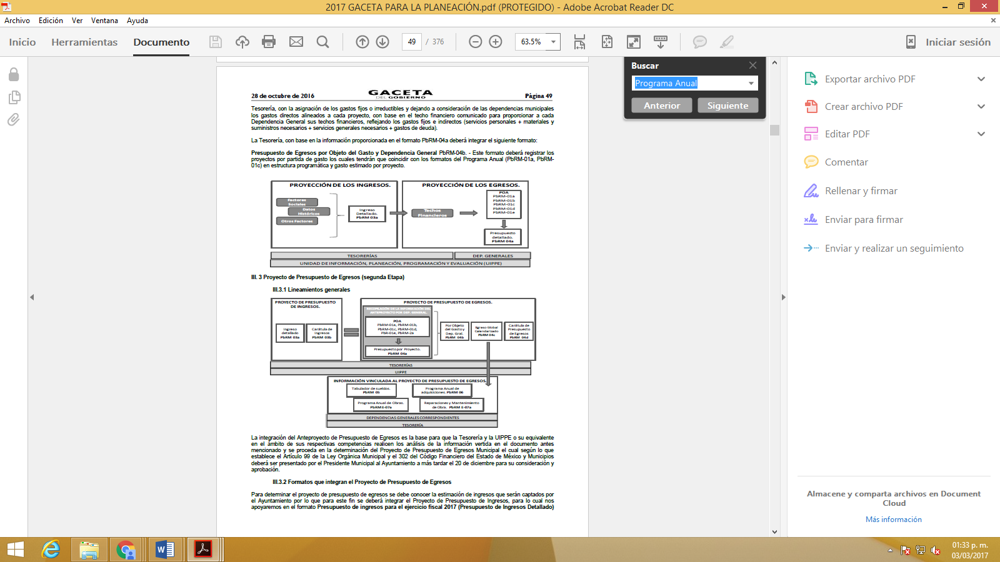 2017 GACETA PARA LA PLANEACIÓN.pdf (PROTEGIDO) - Adobe Acrobat Reader DC
Archivo Edición Ver Ventana Ayuda
Inicio Herramientas Documento 49 / 376 63.5% Iniciar sesión
Buscar
Programa Anual
Anterior Siguiente
28 de octubre de 2016 GACETA DEL GOBIERNO Página 49
Tesorería, con la asignación de los gastos fijos o irreductibles y dejando a consideración de las dependencias municipales
los gastos directos alineados a cada proyecto, con base en el techo financiero comunicado para proporcionar a cada
Dependencia General sus techos financieros, reflejando los gastos fijos e indirectos (servicios personales + materiales y
suministros necesarios + servicios generales necesarios + gastos de deuda).
La Tesorería, con base en la información proporcionada en el formato PbRM-04a deberá integrar el siguiente formato:
Presupuesto de Egresos por Objeto del Gasto y Dependencia General PbRM-04b. - Este formato deberá registrar los
proyectos por partida de gasto los cuales tendrán que coincidir con los formatos del Programa Anual (PbRM-01a, PbRM-
01c) en estructura programática y gasto estimado por proyecto.
PROYECCIÓN DE LOS INGRESOS.
Factores
Sociales
Datos
Históricos
Otros Factores
Ingreso
Detallado.
PbRM 03a
PROYECCIÓN DE LOS EGRESOS.
Techos
Financieros
POA
PbRM-01a
PbRM-01b
PbRM-01c
PbRM-01d
PbRM-01e
Presupuesto
detallado.
PbRM 04a
TESORERÍAS DEP. GENERALES
UNIDAD DE INFORMACIÓN, PLANEACIÓN, PROGRAMACIÓN Y EVALUACIÓN (UIPPE)
III. 3 Proyecto de Presupuesto de Egresos (segunda Etapa)
III.3.1 Lineamientos generales
PROYECTO DE PRESUPUESTO
DE INGRESOS.
Ingreso
detallado
PbRM 03a
Carátula de
Ingresos
PbRM 03b
PROYECTO DE PRESUPUESTO DE EGRESOS.
RECOPILACIÓN DE LA INFORMACIÓN DEL
ANTEPROYECTO POR DEP. GENERAL.
POA
PbRM-01a, PbRM-01b,
PbRM-01c, PbRM-01d,
PbR-01e, PbRM-2a
Presupuesto por Proyecto.
PbRM 04a
Por Objeto
del Gasto y
Dep. Gral.
PbRM 04b
Egreso Global
Calendarizado
PbRM 04c
Carátula de
Presupuesto
de Egresos
PbRM 04d
TESORERÍAS
UIPPE
INFORMACIÓN VINCULADA AL PROYECTO DE PRESUPUESTO DE EGRESOS.
Tabulador de sueldos.
PbRM 05
Programa Anual de
adquisiciones. PbRM 06
Programa Anual de Obras.
PbRM E-07a
Reparaciones y Mantenimiento
de Obra. PbRM E-07a
DEPENDENCIAS GENERALES CORRESPONDIENTES
TESORERÍA
La integración del Anteproyecto de Presupuesto de Egresos es la base para que la Tesorería y la UIPPE o su equivalente
en el ámbito de sus respectivas competencias realicen los análisis de la información vertida en el documento antes
mencionado y se proceda en la determinación del Proyecto de Presupuesto de Egresos Municipal el cual según lo que
establece el Artículo 99 de la Ley Orgánica Municipal y el 302 del Código Financiero del Estado de México y Municipios
deberá ser presentado por el Presidente Municipal al Ayuntamiento a más tardar el 20 de diciembre para su consideración y
aprobación.
III.3.2 Formatos que integran el Proyecto de Presupuesto de Egresos
Para determinar el proyecto de presupuesto de egresos se debe conocer la estimación de ingresos que serán captados por
el Ayuntamiento por lo que para este fin se deberá integrar el Proyecto de Presupuesto de Ingresos, para lo cual nos
apoyaremos en el formato Presupuesto de ingresos para el ejercicio fiscal 2017 (Presupuesto de Ingresos Detallado)
Exportar archivo PDF
Crear archivo PDF
Editar PDF
Comentar
Rellenar y firmar
Enviar para firmar
Enviar y realizar un seguimiento
Almacene y comparta archivos en Document
Cloud
Más información
01:33 p. m.
03/03/2017